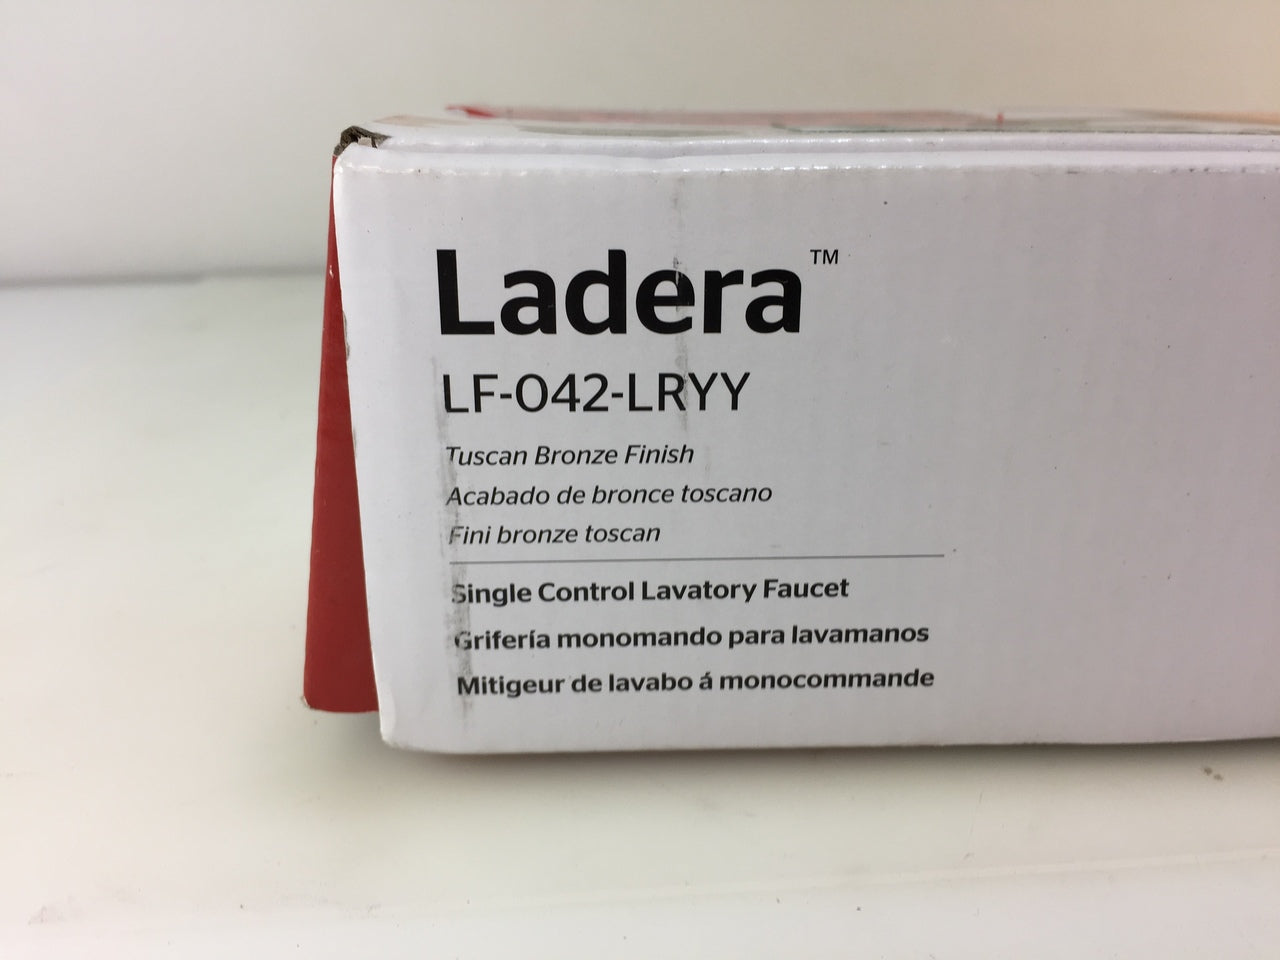 Ladera™
LF-042-LRYY
Tuscan Bronze Finish
Acabado de bronce toscano
Fini bronze toscan
Single Control Lavatory Faucet
Grifería monomando para lavamanos
Mitigeur de lavabo á monocommande